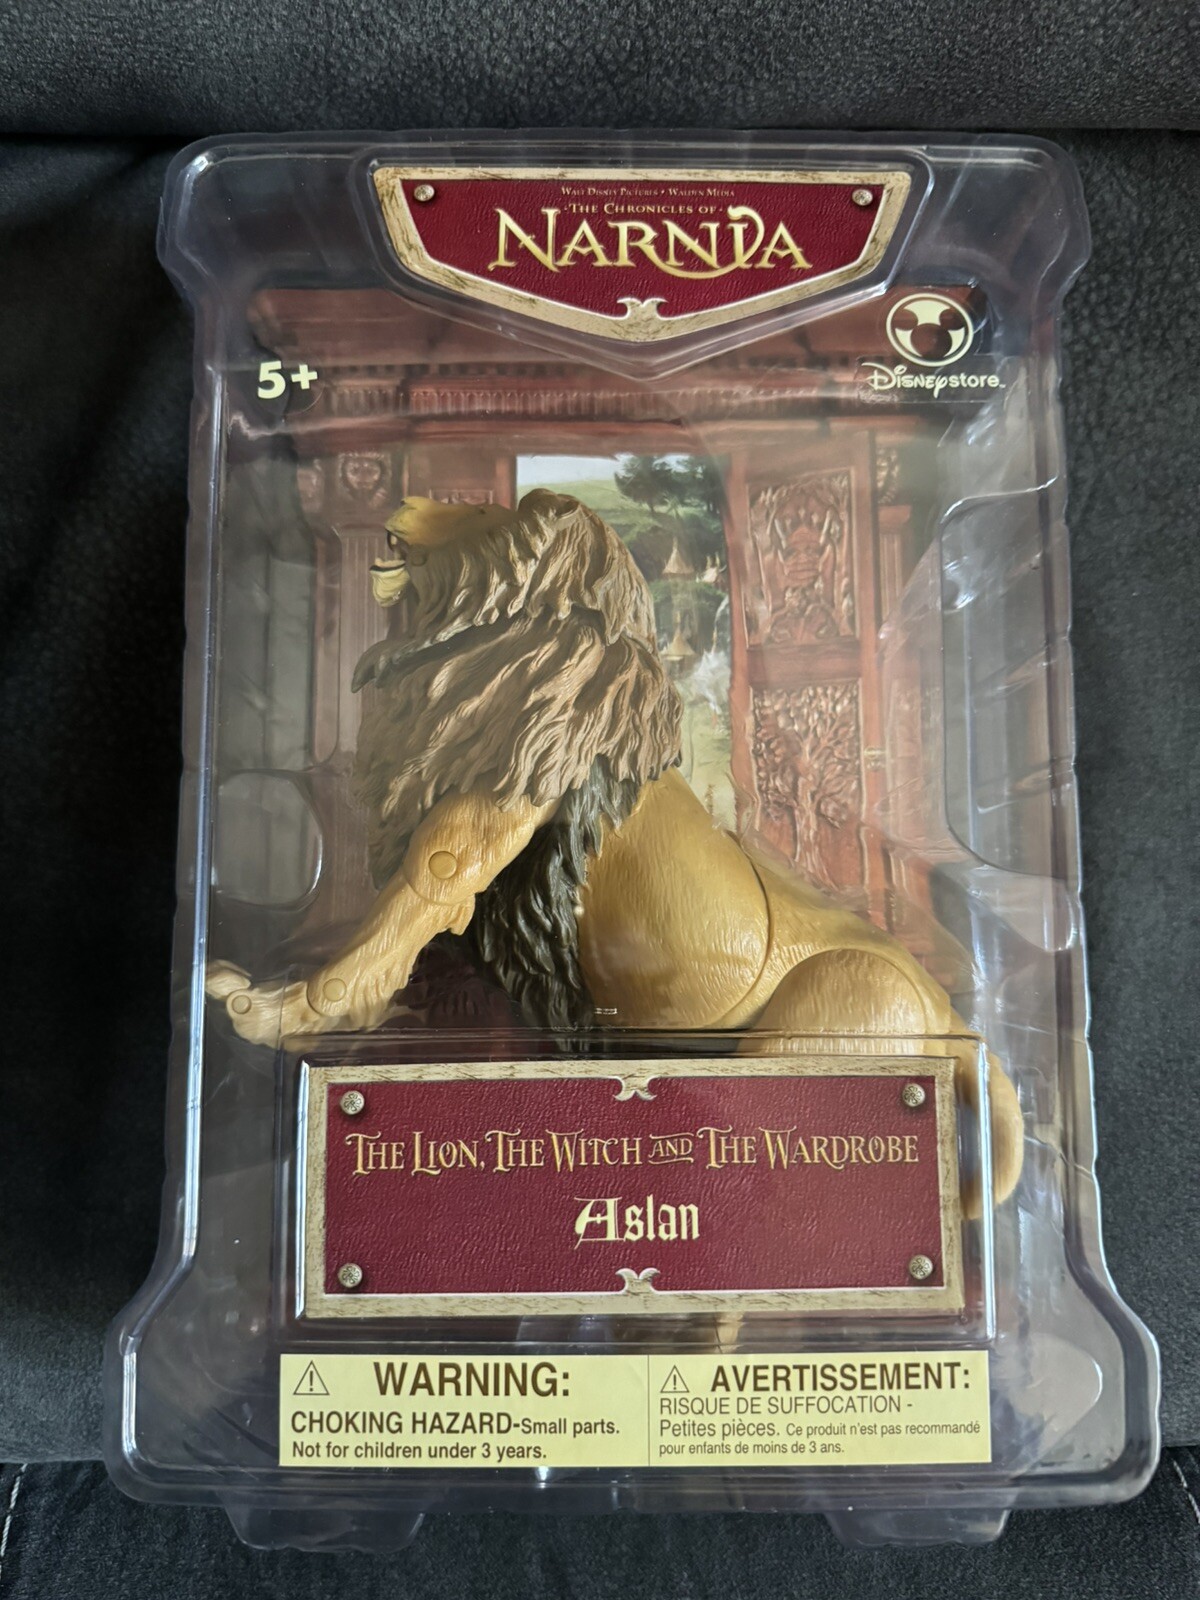 WALT DISNEY PICTURES • WALDEN MEDIA
·THE CHRONICLES OF·
NARNIA
5+
DISNEYstore™
THE LION, THE WITCH AND THE WARDROBE
Aslan
⚠ WARNING:
CHOKING HAZARD-Small parts.
Not for children under 3 years.
⚠ AVERTISSEMENT:
RISQUE DE SUFFOCATION -
Petites pièces. Ce produit n'est pas recommandé
pour enfants de moins de 3 ans.